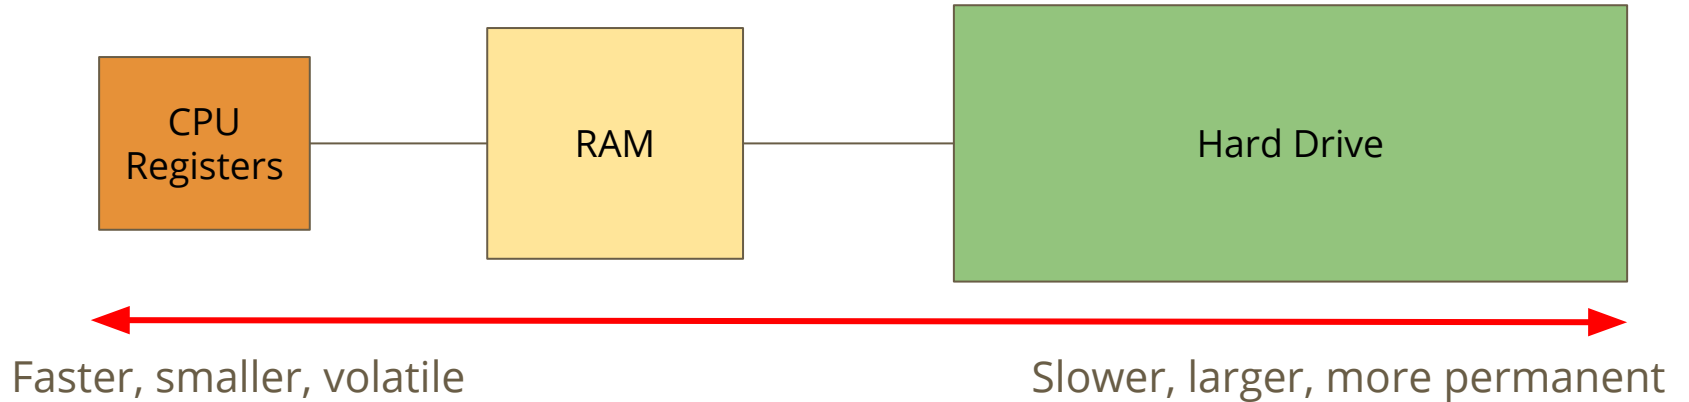 CPU
Registers
RAM
Hard Drive
Faster, smaller, volatile
Slower, larger, more permanent